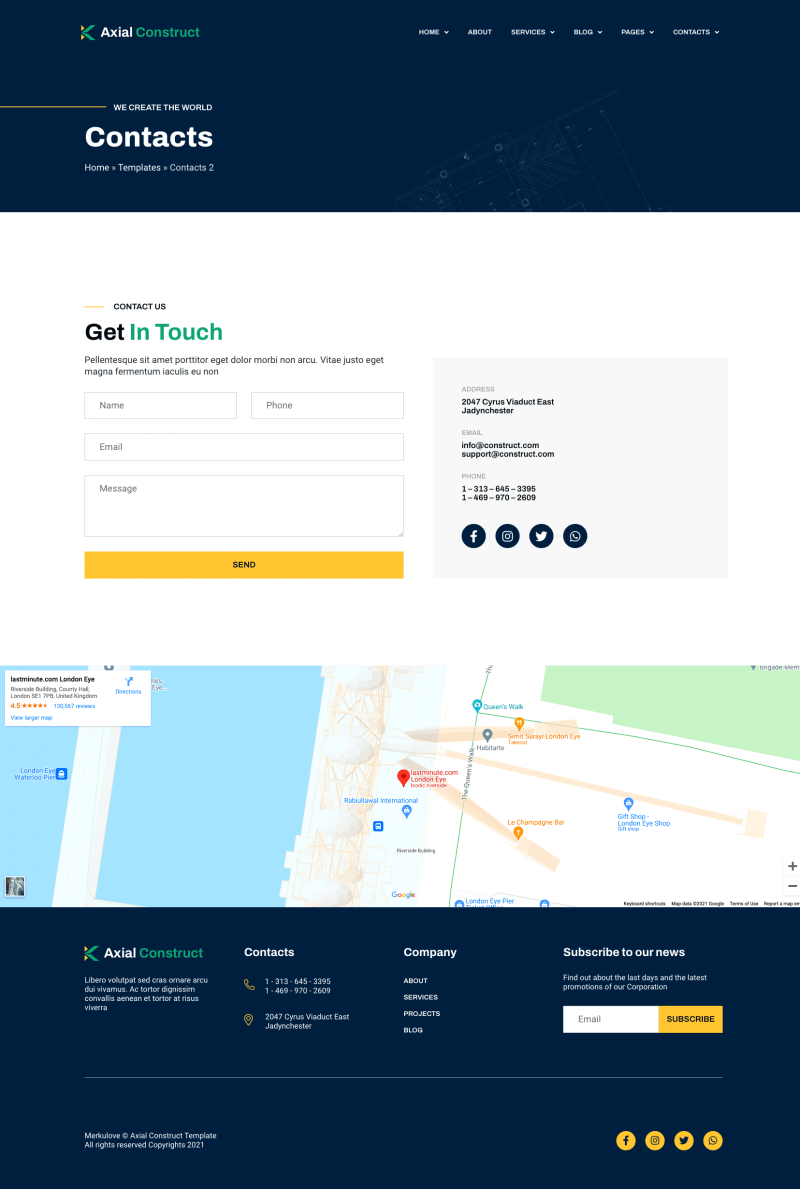 Axial Construct
HOME
ABOUT
SERVICES
BLOG
PAGES
CONTACTS
WE CREATE THE WORLD
Contacts
Home » Templates » Contacts 2
CONTACT US
Get In Touch
Pellentesque sit amet porttitor eget dolor morbi non arcu. Vitae justo eget
magna fermentum iaculis eu non
Name
Phone
Email
Message
SEND
ADDRESS
2047 Cyrus Viaduct East
Jadynchester
EMAIL
info@construct.com
support@construct.com
PHONE
1 – 313 – 645 – 3395
1 – 469 – 970 – 2609
lastminute.com London Eye
Riverside Building, County Hall,
London SE1 7PB, United Kingdom
4.5
130,567 reviews
View larger map
Directions
Eye...
London Eye
Waterloo Pier
Queen's Walk
Simit Sarayi London Eye
Takeout
Habitarte
The Queen's Walk
lastminute.com
London Eye
Iconic riverside
Rabiullawal International
Riverside Building
Le Champagne Bar
Gift Shop -
London Eye Shop
Gift shop
London Eye Pier
Google
Keyboard shortcuts
Map data ©2021 Google
Terms of Use
Report a map
Axial Construct
Libero volutpat sed cras ornare arcu
dui vivamus. Ac tortor dignissim
convallis aenean et tortor at risus
viverra
Contacts
1 - 313 - 645 - 3395
1 - 469 - 970 - 2609
2047 Cyrus Viaduct East
Jadynchester
Company
ABOUT
SERVICES
PROJECTS
BLOG
Subscribe to our news
Find out about the last days and the latest
promotions of our Corporation
Email
SUBSCRIBE
Merkulove © Axial Construct Template
All rights reserved Copyrights 2021